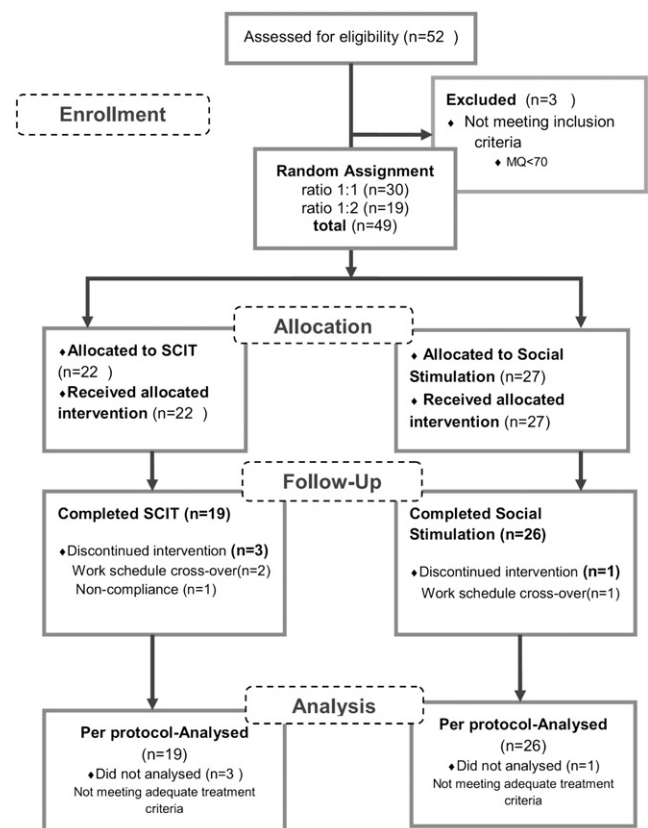 Assessed for eligibility (n=52 )
Enrollment
Excluded (n=3 )
♦ Not meeting inclusion
criteria
♦ MQ<70
Random Assignment
ratio 1:1 (n=30)
ratio 1:2 (n=19)
total (n=49)
Allocation
♦Allocated to SCIT
(n=22 )
♦Received allocated
intervention (n=22 )
♦ Allocated to Social
Stimulation (n=27)
♦ Received allocated
intervention (n=27)
Follow-Up
Completed SCIT (n=19)
♦Discontinued intervention (n=3)
Work schedule cross-over(n=2)
Non-compliance (n=1)
Completed Social
Stimulation (n=26)
♦Discontinued intervention (n=1)
Work schedule cross-over(n=1)
Analysis
Per protocol-Analysed
(n=19)
♦Did not analysed (n=3 )
Not meeting adequate treatment
criteria
Per protocol-Analysed
(n=26)
♦Did not analysed (n=1)
Not meeting adequate treatment
criteria